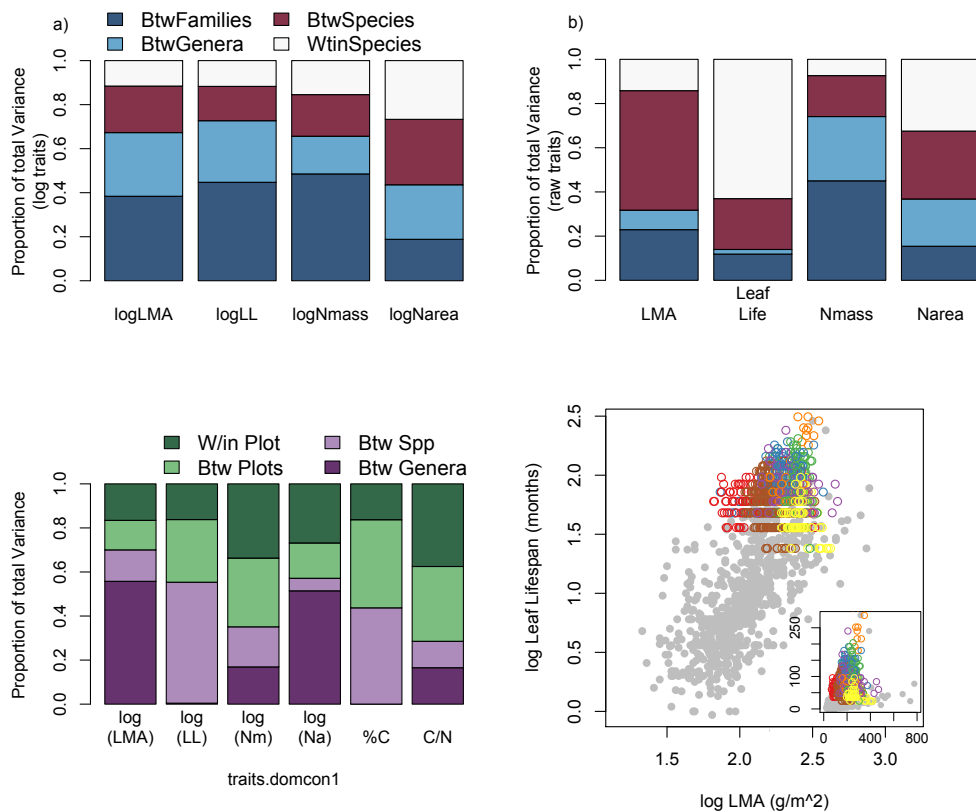 a)
BtwFamilies
BtwSpecies
BtwGenera
WtinSpecies
Proportion of total Variance
(log traits)
0.0 0.2 0.4 0.6 0.8 1.0
logLMA logLL logNmass logNarea
b)
Proportion of total Variance
(raw traits)
0.0 0.2 0.4 0.6 0.8 1.0
LMA Leaf Life Nmass Narea
W/in Plot
Btw Spp
Btw Plots
Btw Genera
Proportion of total Variance
0.0 0.2 0.4 0.6 0.8 1.0
log log log log
(LMA) (LL) (Nm) (Na) %C C/N
traits.domcon1
log Leaf Lifespan (months)
0.0 0.5 1.0 1.5 2.0 2.5
0 100 250
0 400 800
1.5 2.0 2.5 3.0
log LMA (g/m^2)